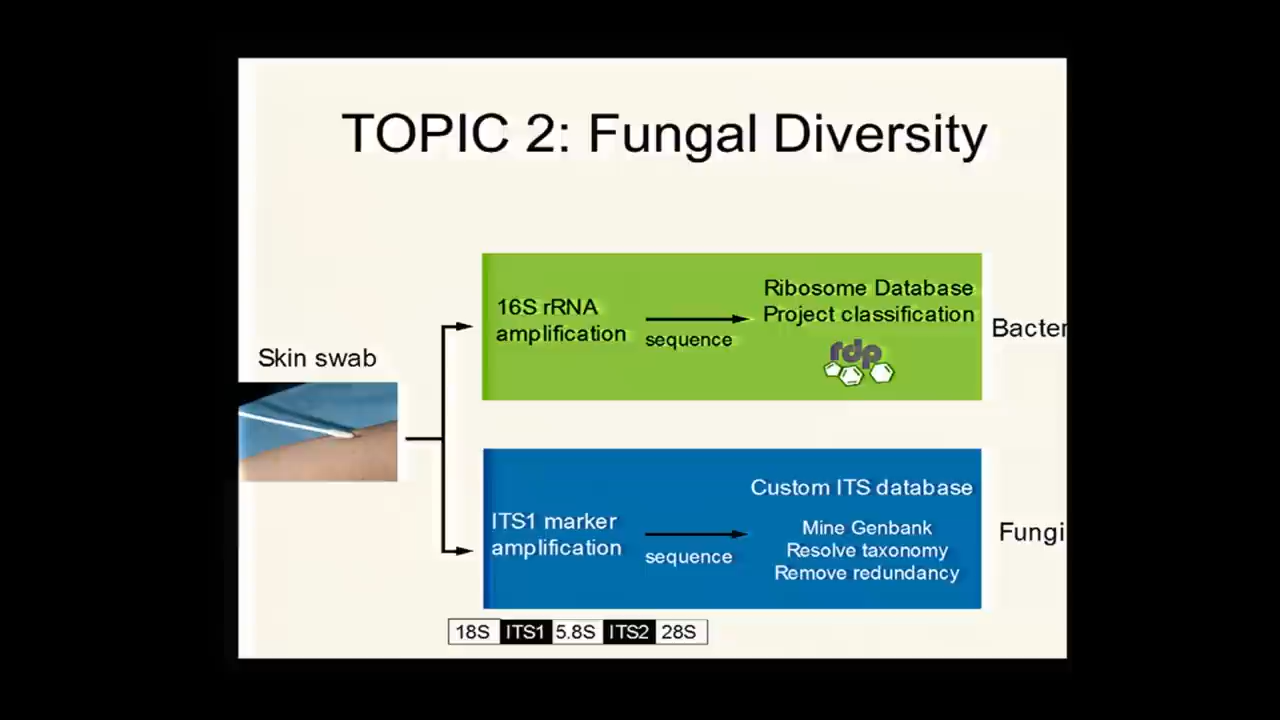 TOPIC 2: Fungal Diversity
Skin swab
16S rRNA
amplification
sequence
Ribosome Database
Project classification
rdp
Bacter
ITS1 marker
amplification
sequence
Custom ITS database
Mine Genbank
Resolve taxonomy
Remove redundancy
Fungi
18S ITS1 5.8S ITS2 28S